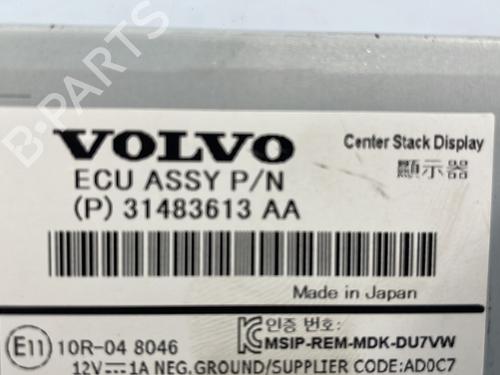 B-PARTS
VOLVO
Center Stack Display
ECU ASSY P/N
顯示器
(P) 31483613 AA
Made in Japan
E11 10R-04 8046
인증 번호:
MSIP-REM-MDK-DU7VW
12V⎓1A NEG.GROUND/SUPPLIER CODE:AD0C7